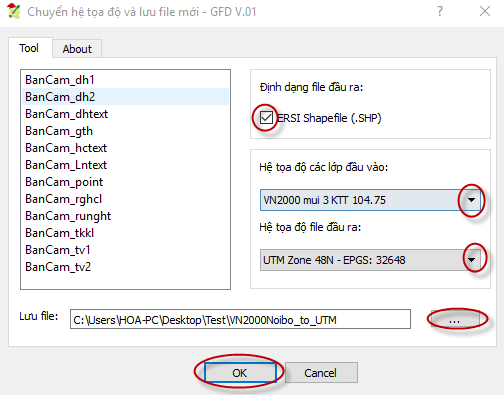 Chuyển hệ tọa độ và lưu file mới - GFD V.01
Tool
About
BanCam_dh1
BanCam_dh2
BanCam_dhtext
BanCam_gth
BanCam_hctext
BanCam_Lntext
BanCam_point
BanCam_rghcl
BanCam_runght
BanCam_tkkl
BanCam_tv1
BanCam_tv2
Định dạng file đầu ra:
ERSI Shapefile (.SHP)
Hệ tọa độ các lớp đầu vào:
VN2000 mui 3 KTT 104.75
Hệ tọa độ file đầu ra:
UTM Zone 48N - EPGS: 32648
Lưu file:
C:\Users\HOA-PC\Desktop\Test\VN2000Noibo_to_UTM
...
OK
Cancel